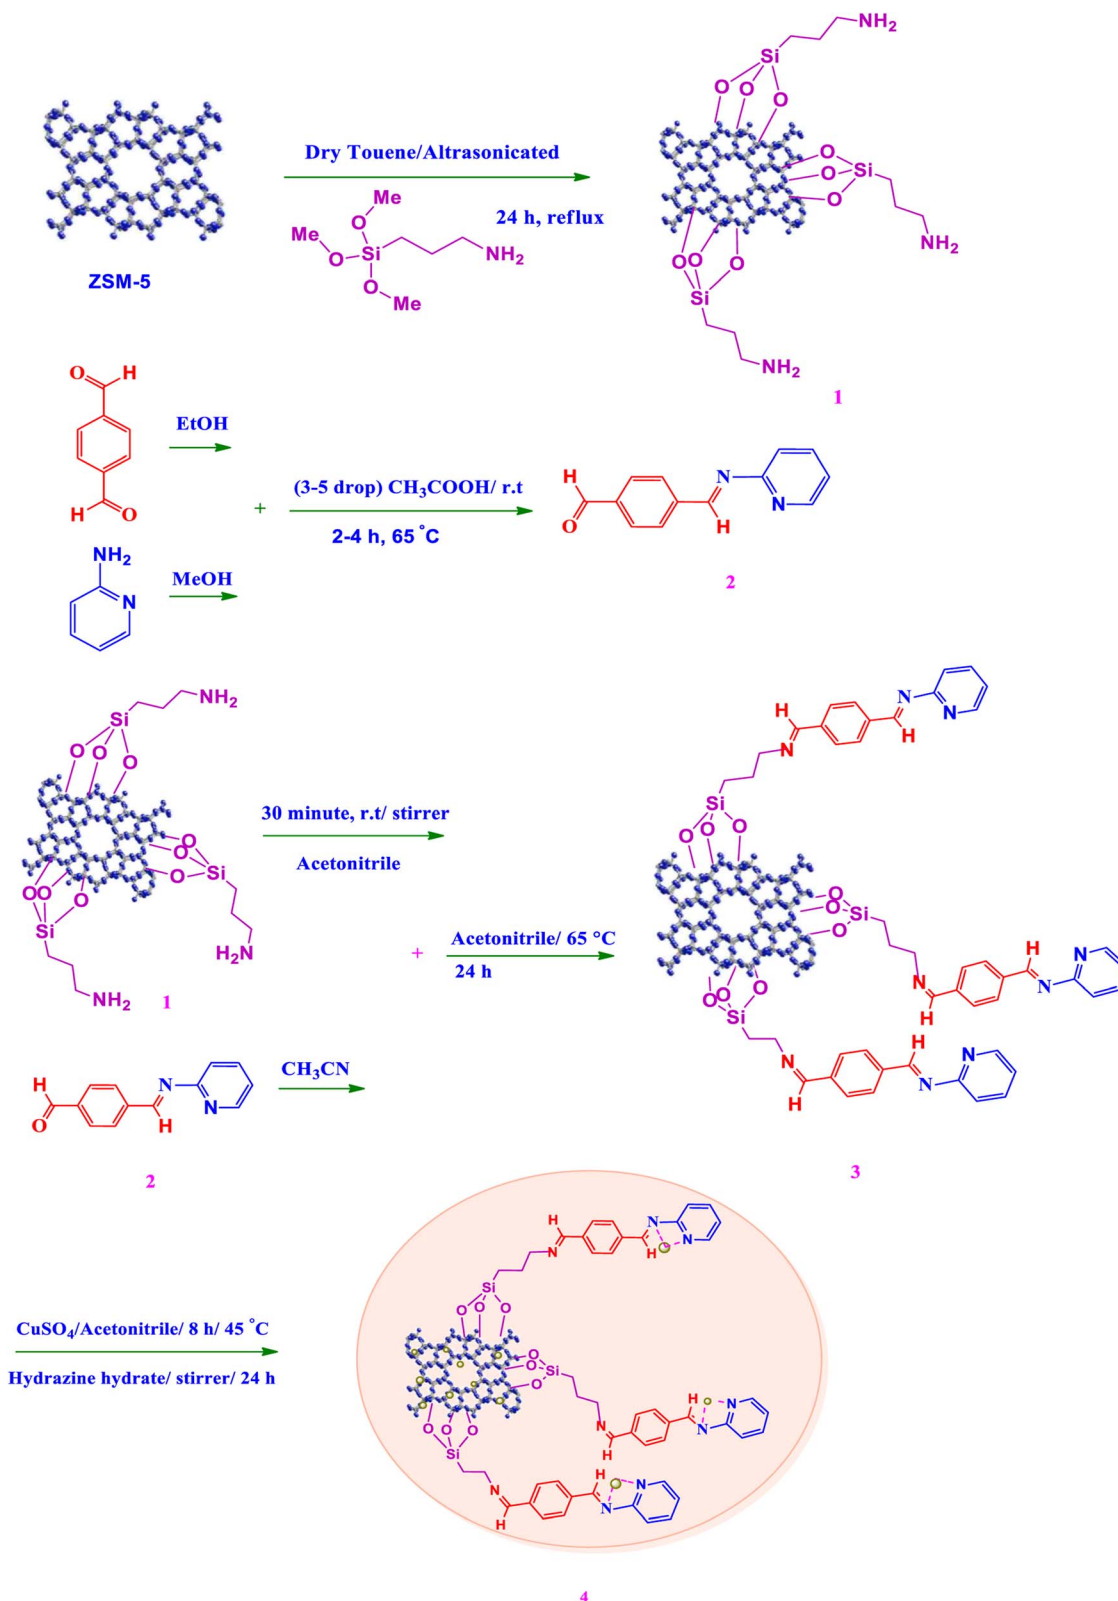 NH2
Si
O O O
Dry Touene/Altrasonicated
24 h, reflux
ZSM-5
Me
O
Me
O
Si
NH2
O
Me
O
O
Si
O
NH2
O O O
Si
NH2
1
O
H
EtOH
H
O
+
(3-5 drop) CH3COOH/ r.t
2-4 h, 65 °C
H
O
N
H
N
2
NH2
N
MeOH
NH2
Si
O O O
30 minute, r.t/ stirrer
Acetonitrile
O
O
Si
O
H2N
O O O
Si
NH2
1
+
Acetonitrile/ 65 °C
24 h
H
O
N
H
N
2
CH3CN
H
N
H
N
N
Si
O O O
O
O
Si
O
N
H
H
N
N
O O O
Si
N
H
H
N
N
3
CuSO4/Acetonitrile/ 8 h/ 45 °C
Hydrazine hydrate/ stirrer/ 24 h
H
N
H
N
N
Si
O O O
O
O
Si
O
N
H
H
N
N
O O O
Si
N
H
H
N
N
4